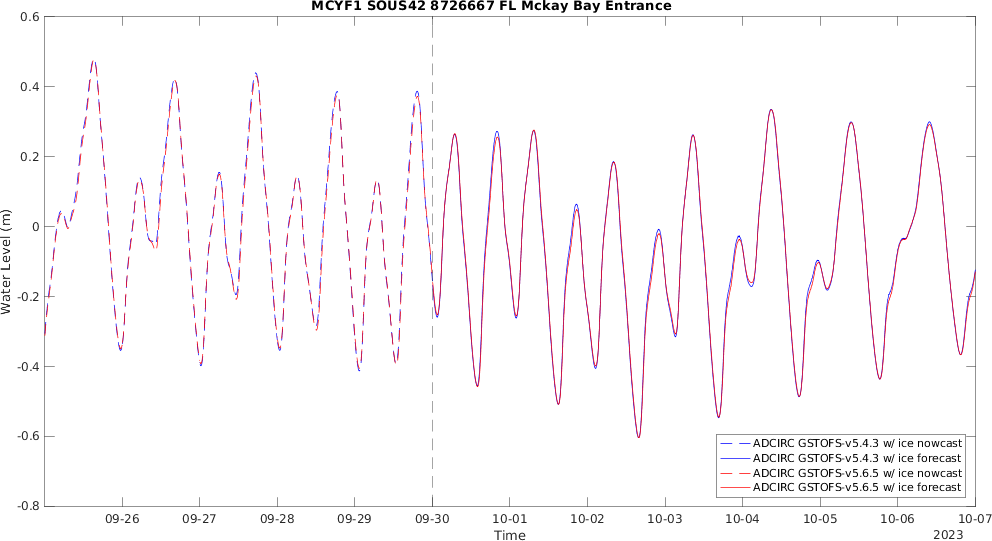 MCYF1 SOUS42 8726667 FL Mckay Bay Entrance
0.6
0.4
0.2
0
-0.2
-0.4
-0.6
-0.8
Water Level (m)
09-26 09-27 09-28 09-29 09-30 10-01 10-02 10-03 10-04 10-05 10-06 10-07
Time
2023
ADCIRC GSTOFS-v5.4.3 w/ ice nowcast
ADCIRC GSTOFS-v5.4.3 w/ ice forecast
ADCIRC GSTOFS-v5.6.5 w/ ice nowcast
ADCIRC GSTOFS-v5.6.5 w/ ice forecast